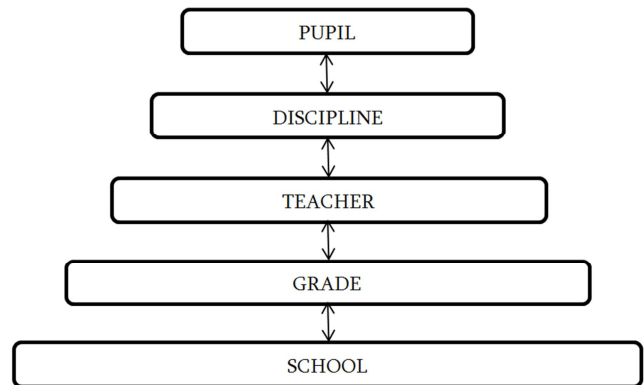 PUPIL
DISCIPLINE
TEACHER
GRADE
SCHOOL